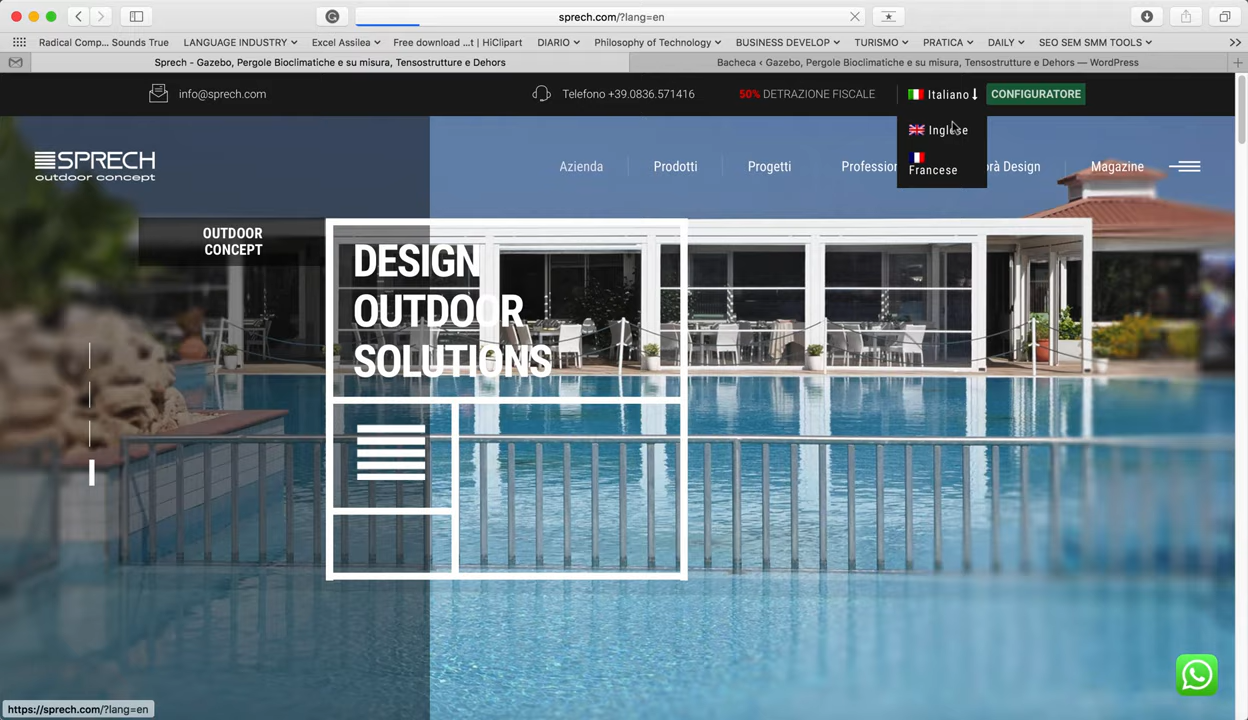 sprech.com/?lang=en
Radical Comp... Sounds True
LANGUAGE INDUSTRY
Excel Assilea
Free download ...t | HiClipart
DIARIO
Philosophy of Technology
BUSINESS DEVELOP
TURISMO
PRATICA
DAILY
SEO SEM SMM TOOLS
Sprech - Gazebo, Pergole Bioclimatiche e su misura, Tensostrutture e Dehors
Bacheca ‹ Gazebo, Pergole Bioclimatiche e su misura, Tensostrutture e Dehors — WordPress
info@sprech.com
Telefono +39.0836.571416
50% DETRAZIONE FISCALE
Italiano
CONFIGURATORE
Inglese
Francese
SPRECH
outdoor concept
Azienda
Prodotti
Progetti
Profession
rà Design
Magazine
OUTDOOR
CONCEPT
DESIGN
OUTDOOR
SOLUTIONS
https://sprech.com/?lang=en